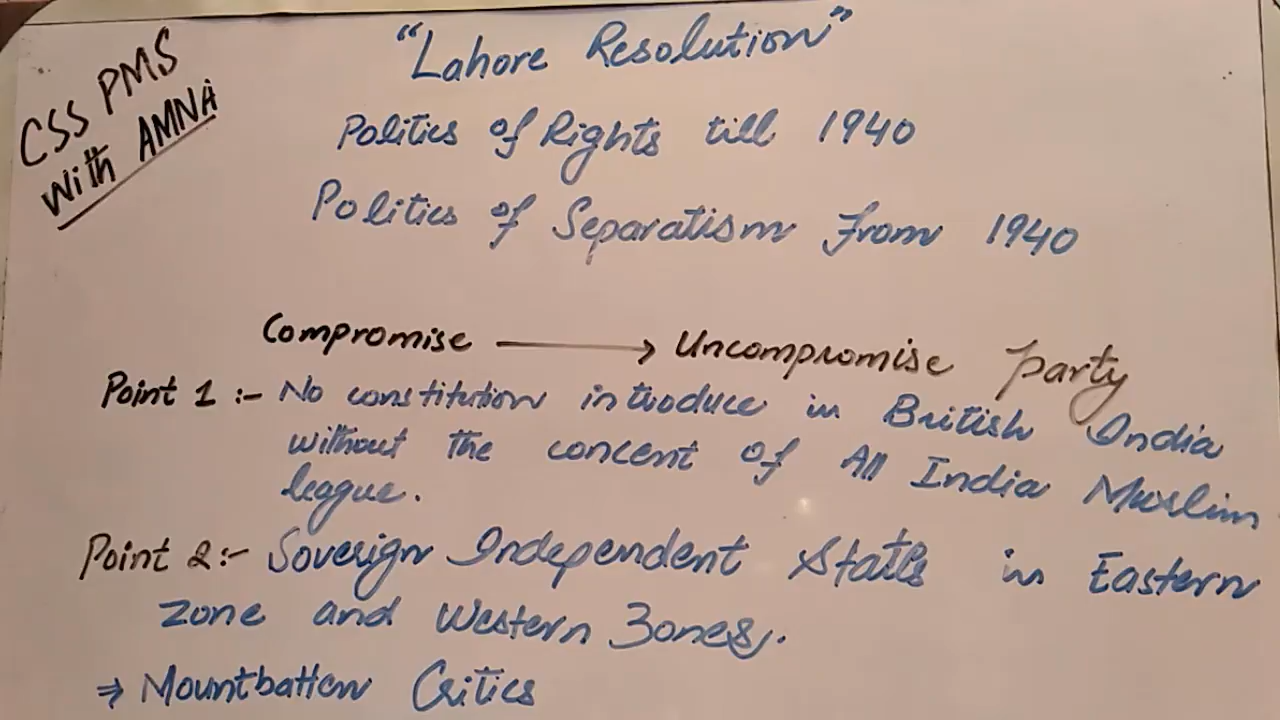 CSS PMS
With AMNA
"Lahore Resolution"
Politics of Rights till 1940
Politics of Separatism from 1940
Compromise → Uncompromise party
Point 1 :- No constitution introduce in British India
without the concent of All India Muslim
league.
Point 2 :- Soverign Independent States in Eastern
zone and Western Zones.
⇒ Mountbatten Critics